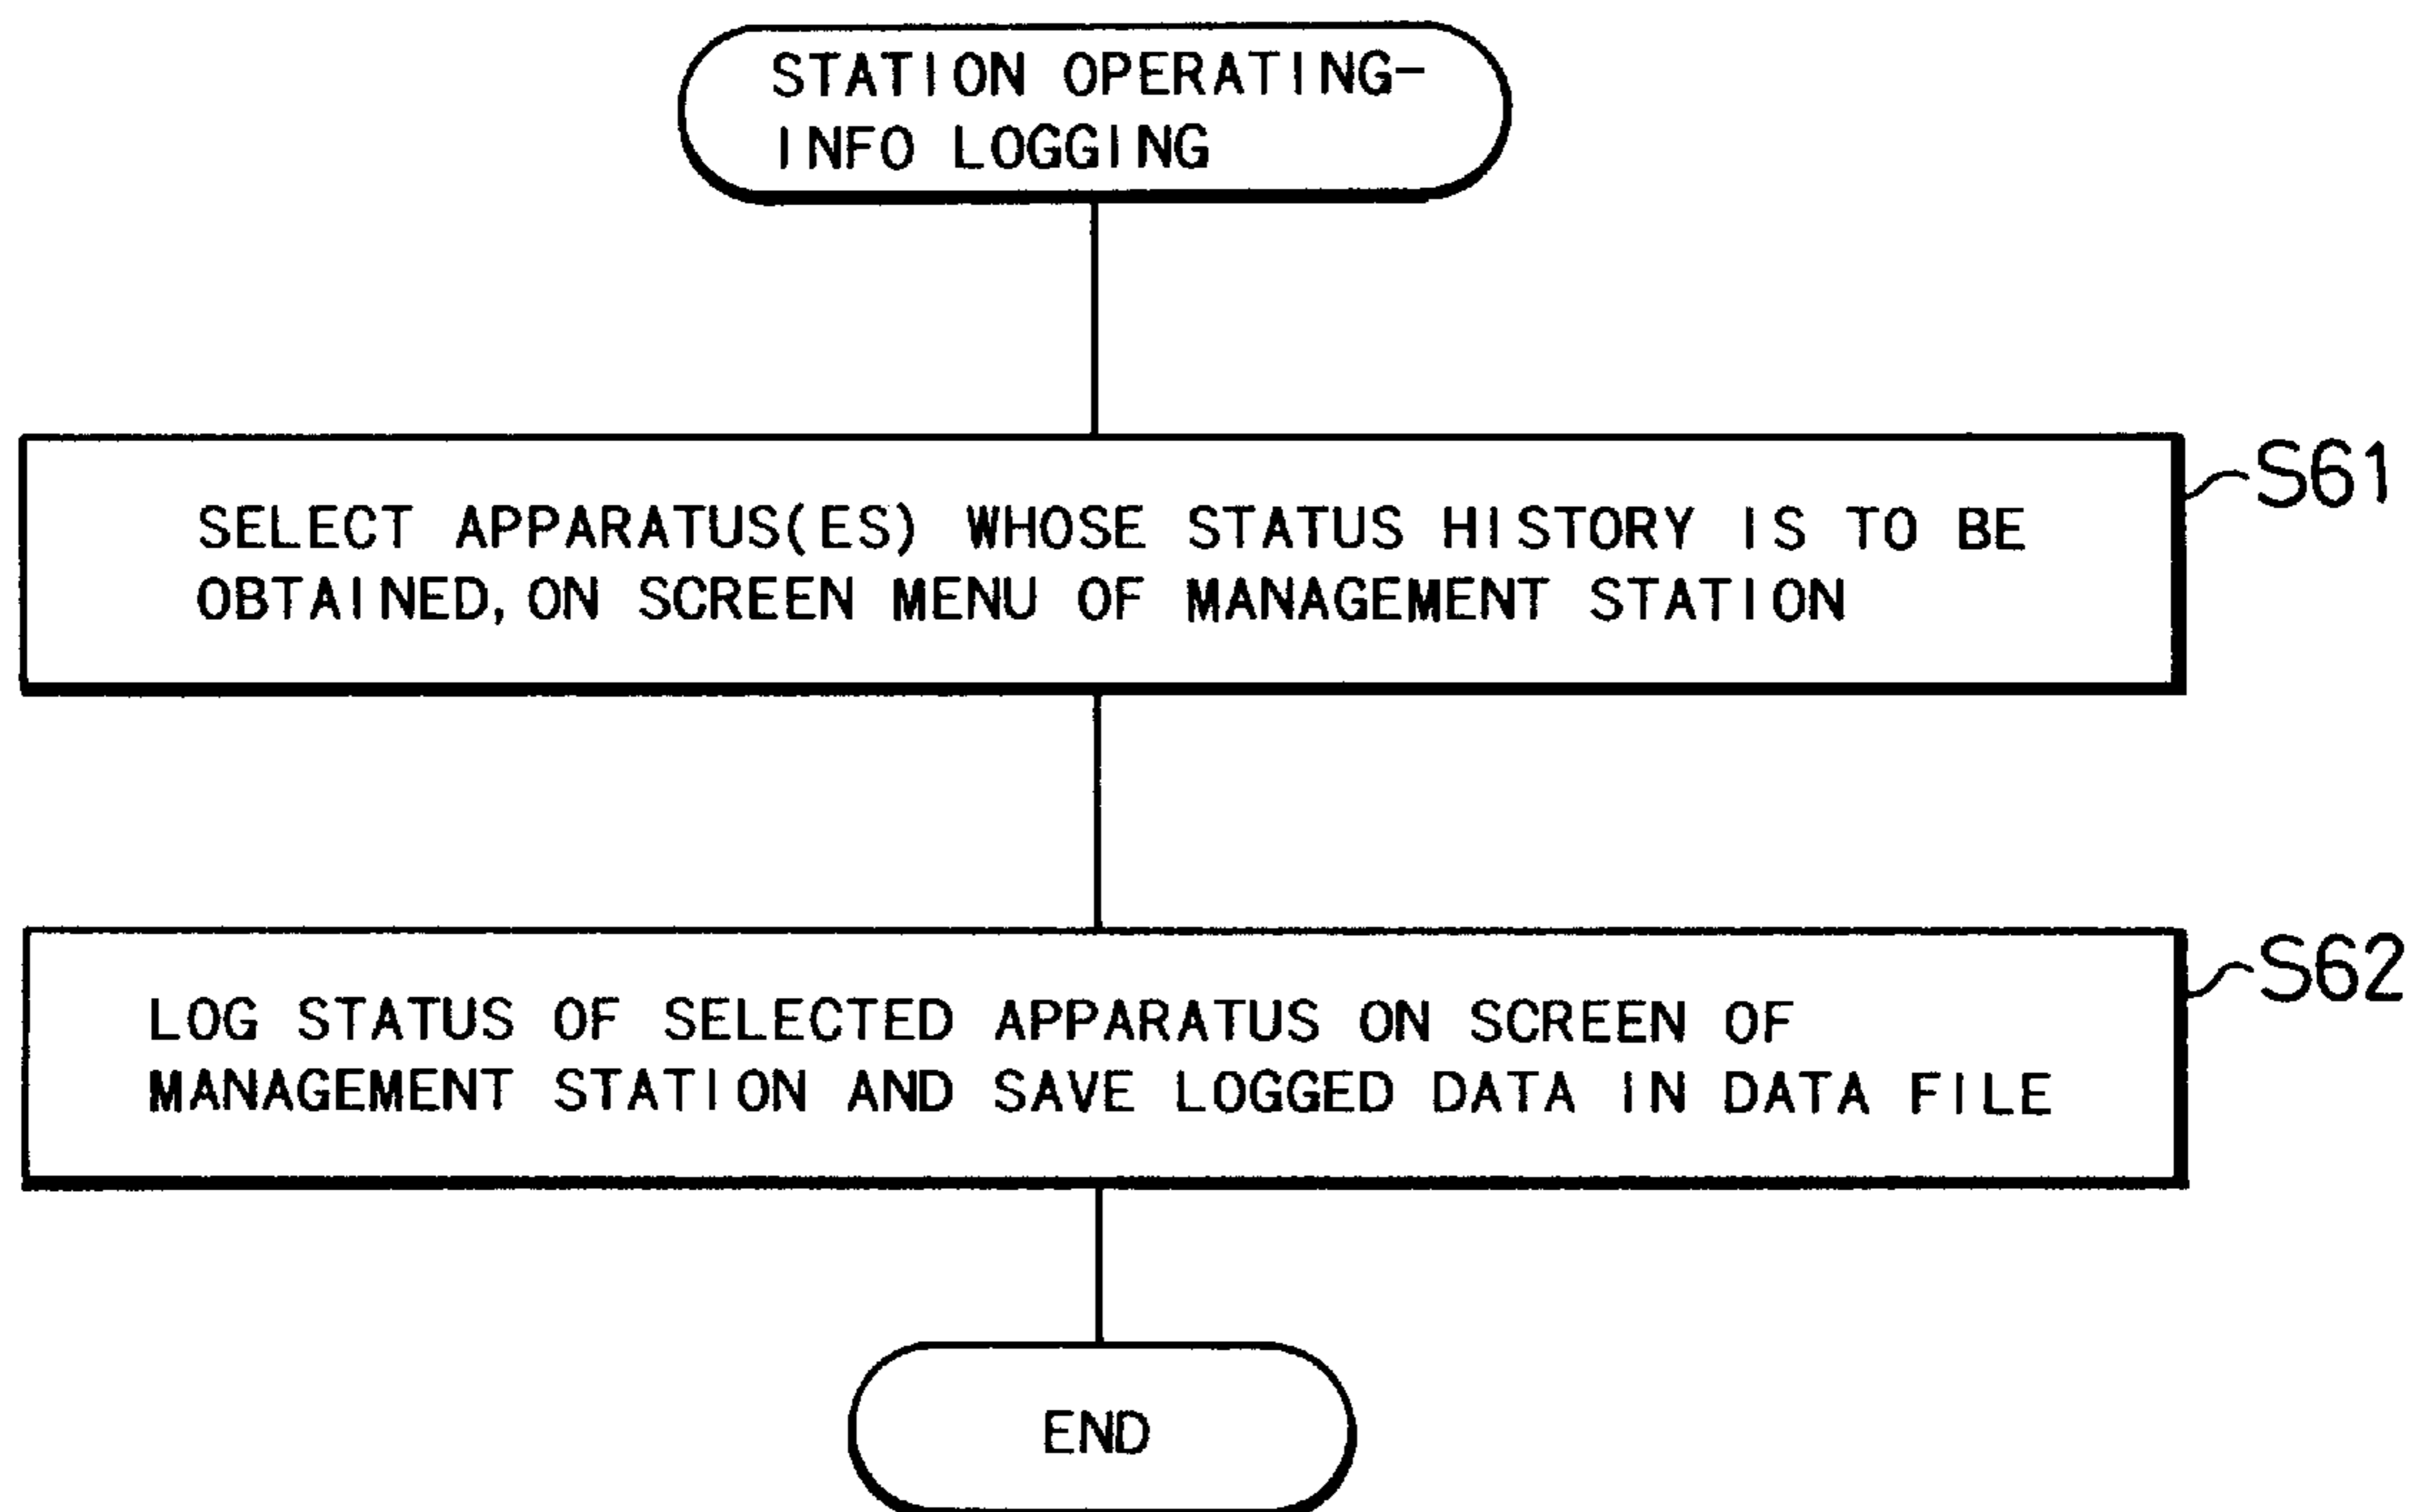 STATION OPERATING-
INFO LOGGING
S61
SELECT APPARATUS(ES) WHOSE STATUS HISTORY IS TO BE
OBTAINED, ON SCREEN MENU OF MANAGEMENT STATION
S62
LOG STATUS OF SELECTED APPARATUS ON SCREEN OF
MANAGEMENT STATION AND SAVE LOGGED DATA IN DATA FILE
END